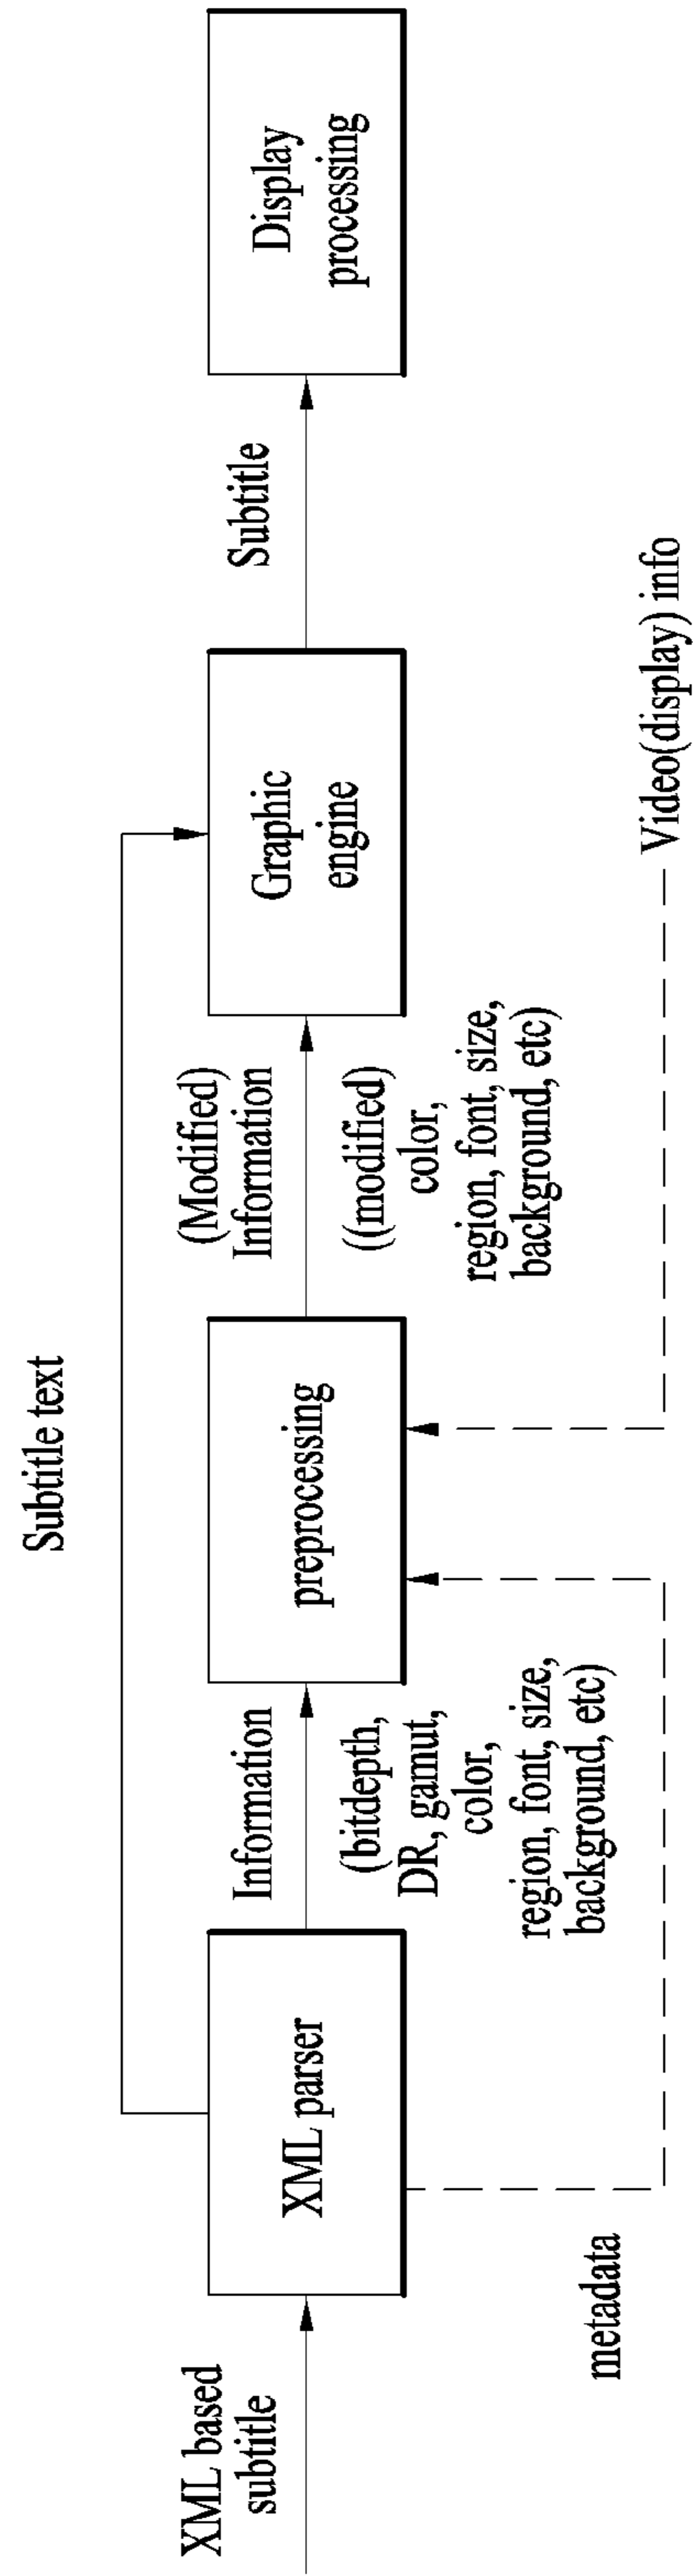 Subtitle text
XML based
subtitle
XML parser
Information
(bitdepth,
DR, gamut,
color,
region, font, size,
background, etc)
metadata
preprocessing
(Modified)
Information
((modified)
color,
region, font, size,
background, etc)
Graphic
engine
Video(display) info
Subtitle
Display
processing